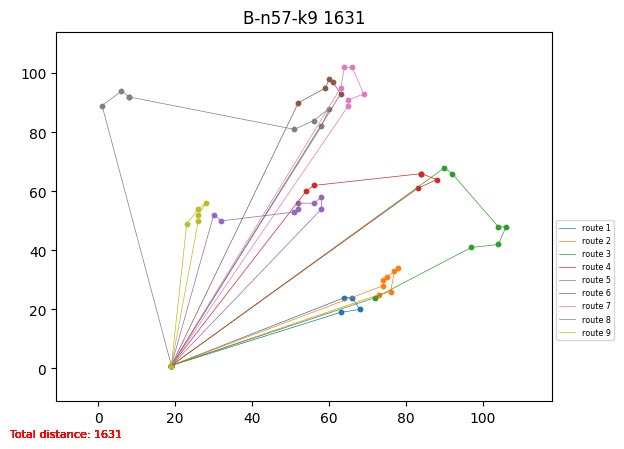 B-n57-k9 1631
100
80
60
40
20
0
0 20 40 60 80 100
route 1
route 2
route 3
route 4
route 5
route 6
route 7
route 8
route 9
Total distance: 1631